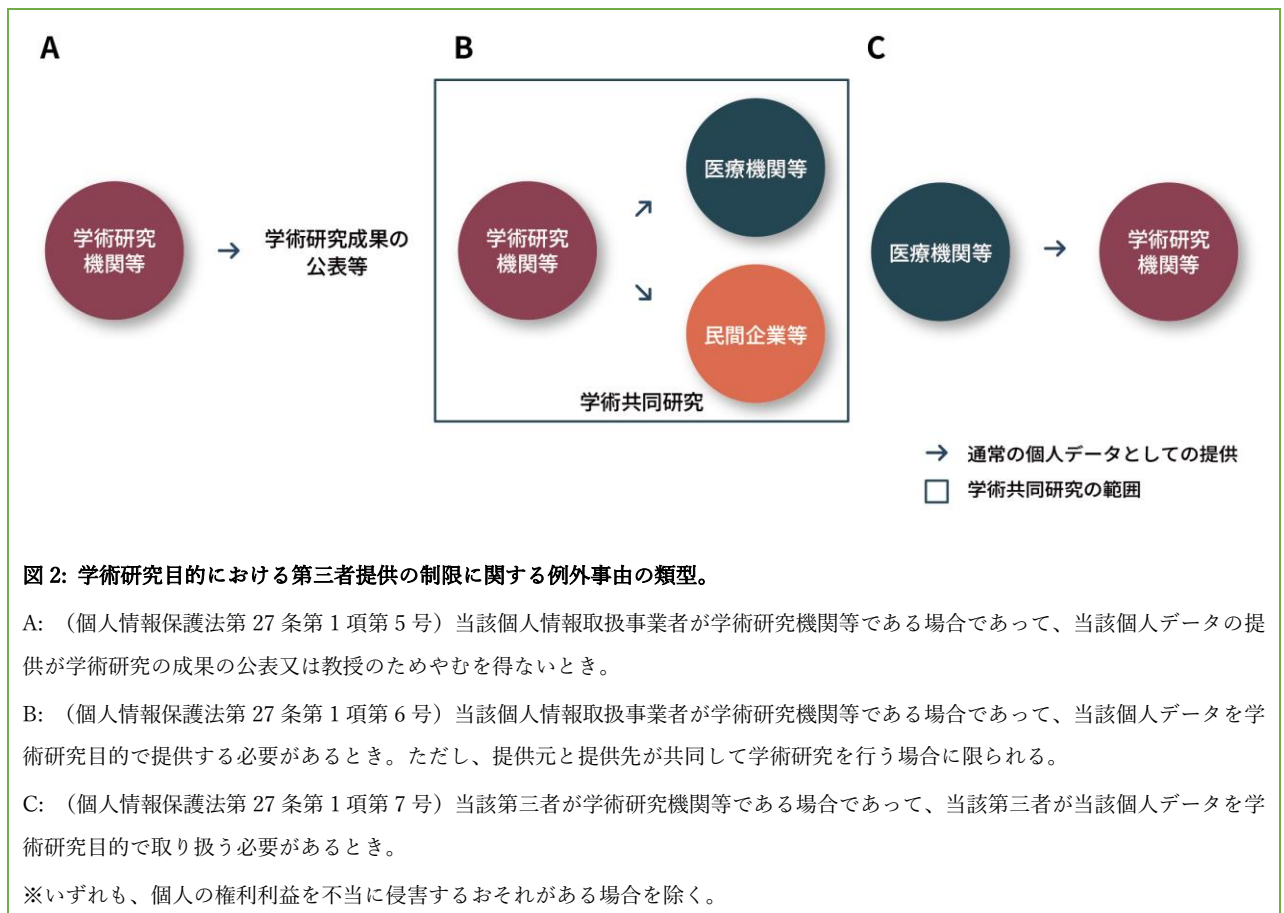 A
B
C
学術研究
機関等
学術研究成果の
公表等
学術研究
機関等
医療機関等
民間企業等
学術共同研究
医療機関等
学術研究
機関等
通常の個人データとしての提供
学術共同研究の範囲
図 2: 学術研究目的における第三者提供の制限に関する例外事由の類型。
A: （個人情報保護法第 27 条第 1 項第 5 号）当該個人情報取扱事業者が学術研究機関等である場合であって、当該個人データの提
供が学術研究の成果の公表又は教授のためやむを得ないとき。
B: （個人情報保護法第 27 条第 1 項第 6 号）当該個人情報取扱事業者が学術研究機関等である場合であって、当該個人データを学
術研究目的で提供する必要があるとき。ただし、提供元と提供先が共同して学術研究を行う場合に限られる。
C: （個人情報保護法第 27 条第 1 項第 7 号）当該第三者が学術研究機関等である場合であって、当該第三者が当該個人データを学
術研究目的で取り扱う必要があるとき。
※いずれも、個人の権利利益を不当に侵害するおそれがある場合を除く。